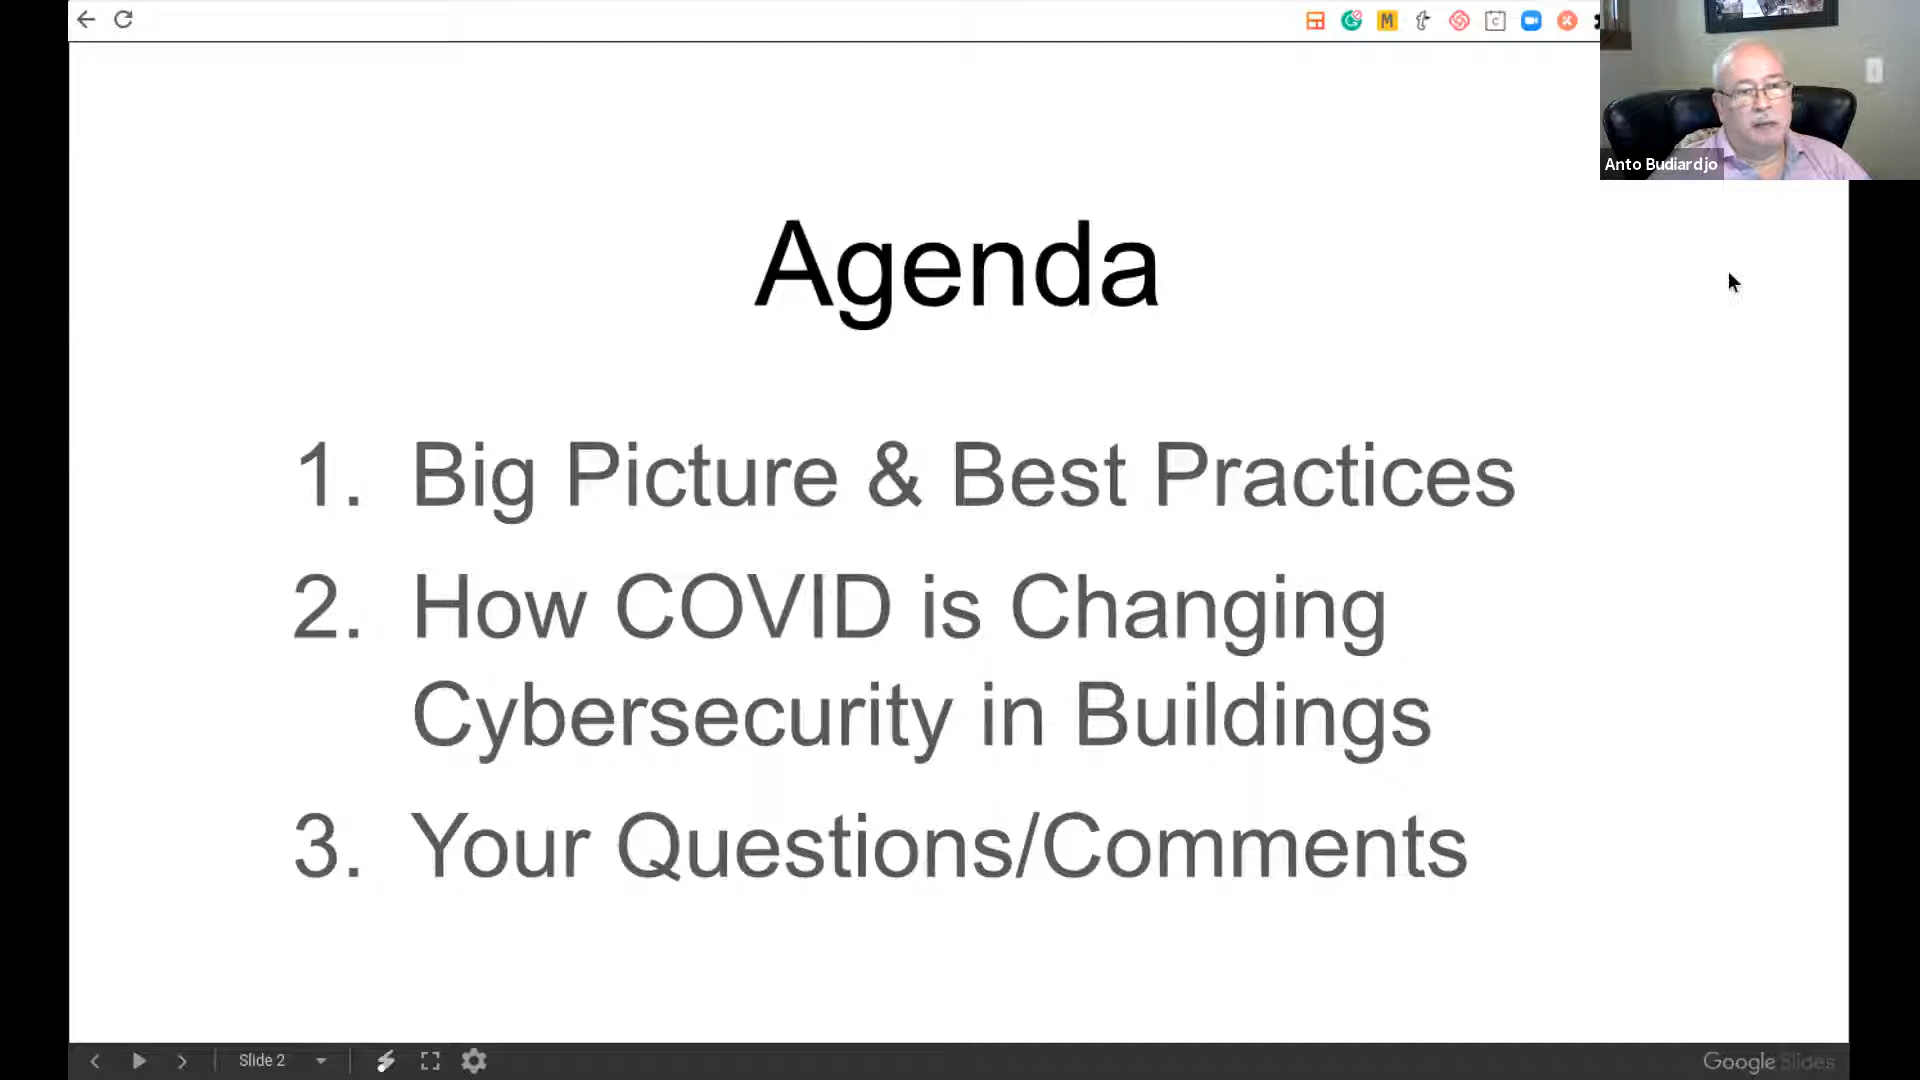 M
Anto Budiardjo
Agenda
1. Big Picture & Best Practices
2. How COVID is Changing
Cybersecurity in Buildings
3. Your Questions/Comments
Slide 2
Google Slides